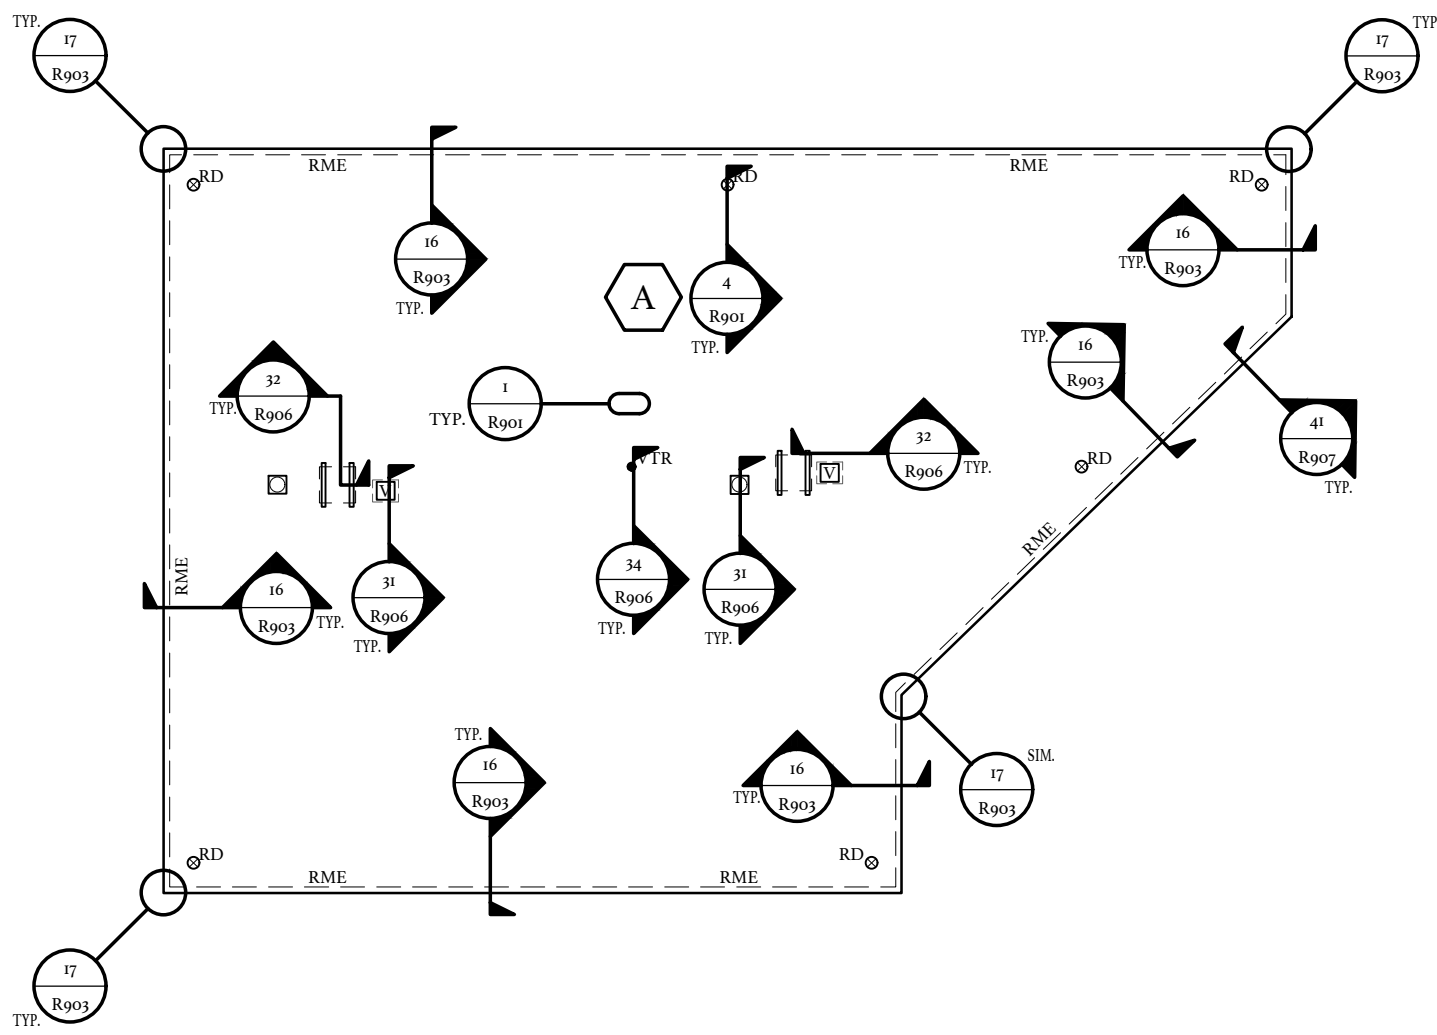 TYP.
17
R903
TYP
17
R903
RME
RME
RD
RD
RD
16
R903
TYP.
A
4
R901
TYP.
16
R903
TYP.
TYP.
16
R903
32
R906
TYP.
1
R901
TYP.
32
R906
TYP.
41
R907
TYP.
VTR
RD
V
V
RME
RME
16
R903
TYP.
31
R906
TYP.
34
R906
TYP.
31
R906
TYP.
TYP.
16
R903
16
R903
TYP.
SIM.
17
R903
RD
RD
RME
RME
17
R903
TYP.